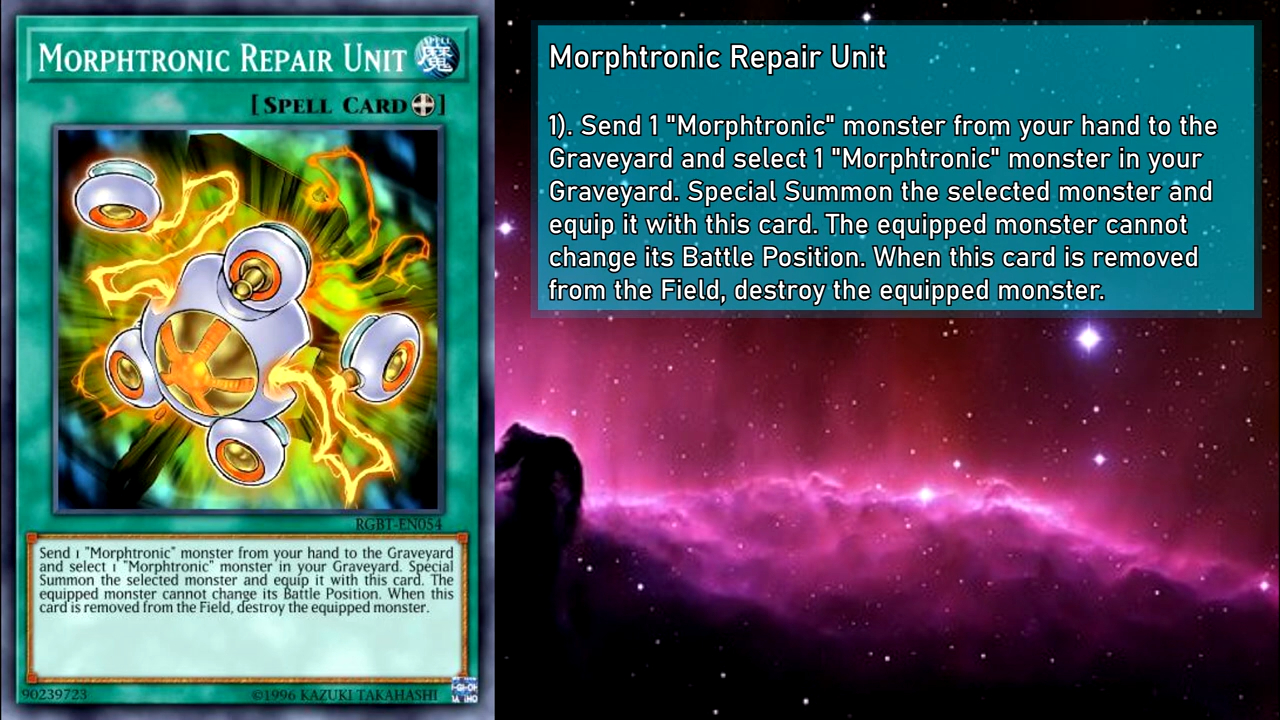 MORPHTRONIC REPAIR UNIT
SPELL
魔
[SPELL CARD]
RGBT-EN054
Send 1 "Morphtronic" monster from your hand to the Graveyard
and select 1 "Morphtronic" monster in your Graveyard. Special
Summon the selected monster and equip it with this card. The
equipped monster cannot change its Battle Position. When this
card is removed from the Field, destroy the equipped monster.
90239723
©1996 KAZUKI TAKAHASHI
Morphtronic Repair Unit
1). Send 1 "Morphtronic" monster from your hand to the
Graveyard and select 1 "Morphtronic" monster in your
Graveyard. Special Summon the selected monster and
equip it with this card. The equipped monster cannot
change its Battle Position. When this card is removed
from the Field, destroy the equipped monster.